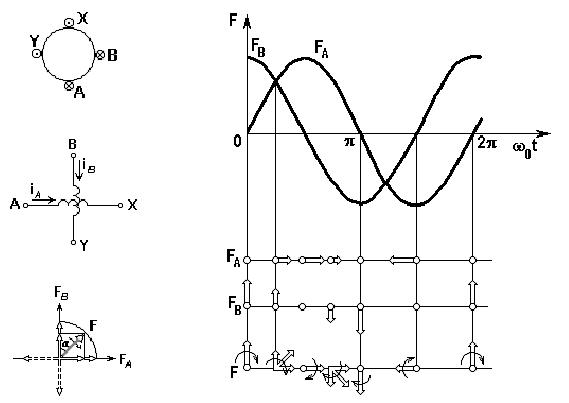 X
Y
B
A
B
i_B
i_A
A
X
Y
F_B
F
α
F_A
F
F_B
F_A
0
π
2π
ω₀t
F_A
F_B
F